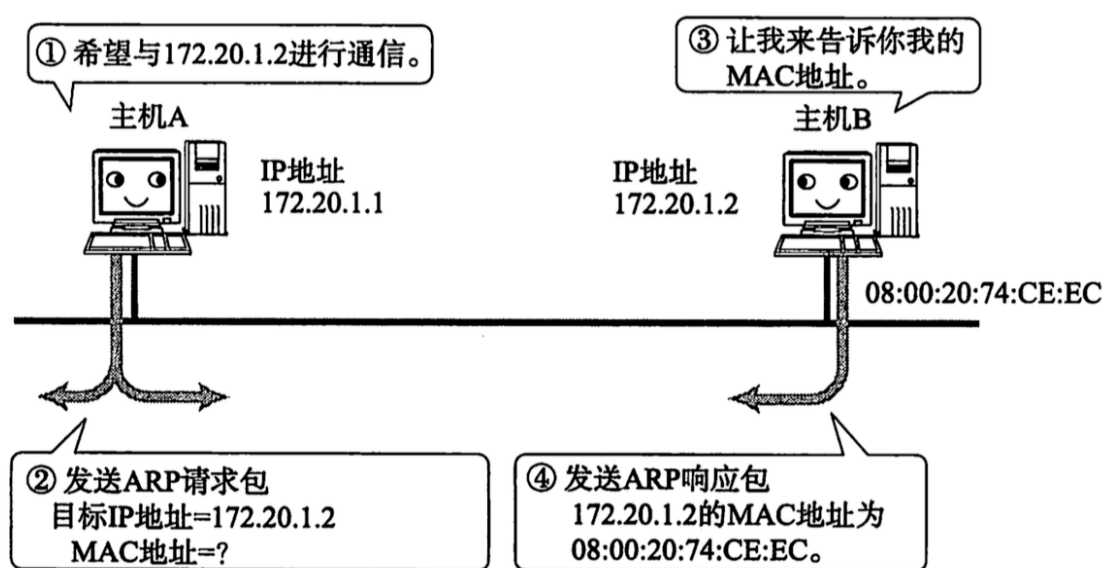 ① 希望与172.20.1.2进行通信。
③ 让我来告诉你我的
MAC地址。
主机A
主机B
IP地址
172.20.1.1
IP地址
172.20.1.2
08:00:20:74:CE:EC
② 发送ARP请求包
目标IP地址=172.20.1.2
MAC地址=?
④ 发送ARP响应包
172.20.1.2的MAC地址为
08:00:20:74:CE:EC。